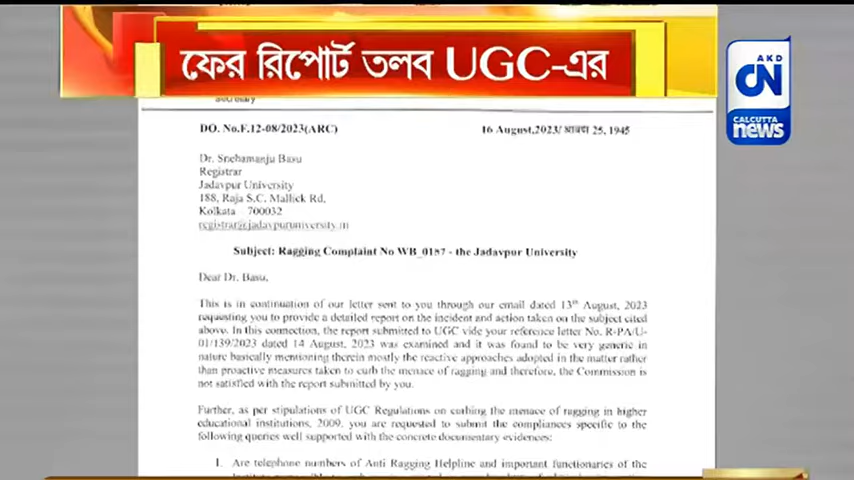 ফের রিপোর্ট তলব UGC-এর
AKD
CN
CALCUTTA
news
Secretary
DO. No.F.12-08/2023(ARC)
16 August,2023/ श्रावण 25, 1945
Dr. Snehamanju Basu
Registrar
Jadavpur University
188, Raja S.C. Mallick Rd,
Kolkata 700032
registrar@jadavpuruniversity.in
Subject: Ragging Complaint No WB_0187 - the Jadavpur University
Dear Dr. Basu,
This is in continuation of our letter sent to you through our email dated 13th August, 2023
requesting you to provide a detailed report on the incident and action taken on the subject cited
above. In this connection, the report submitted to UGC vide your reference letter No. R-PA/U-
01/139/2023 dated 14 August, 2023 was examined and it was found to be very generic in
nature basically mentioning therein mostly the reactive approaches adopted in the matter rather
than proactive measures taken to curb the menace of ragging and therefore, the Commission is
not satisfied with the report submitted by you.
Further, as per stipulations of UGC Regulations on curbing the menace of ragging in higher
educational institutions, 2009, you are requested to submit the compliances specific to the
following queries well supported with the concrete documentary evidences:
1. Are telephone numbers of Anti Ragging Helpline and important functionaries of the